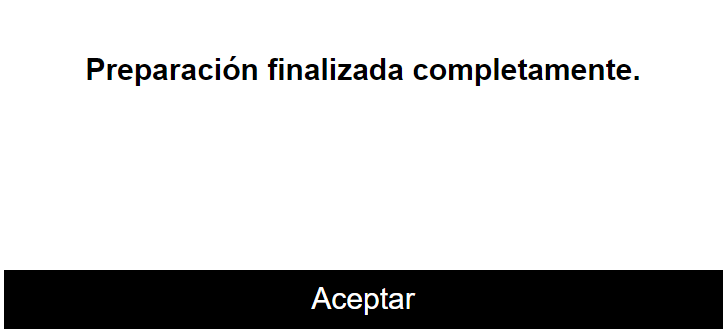 Preparación finalizada completamente.
Aceptar